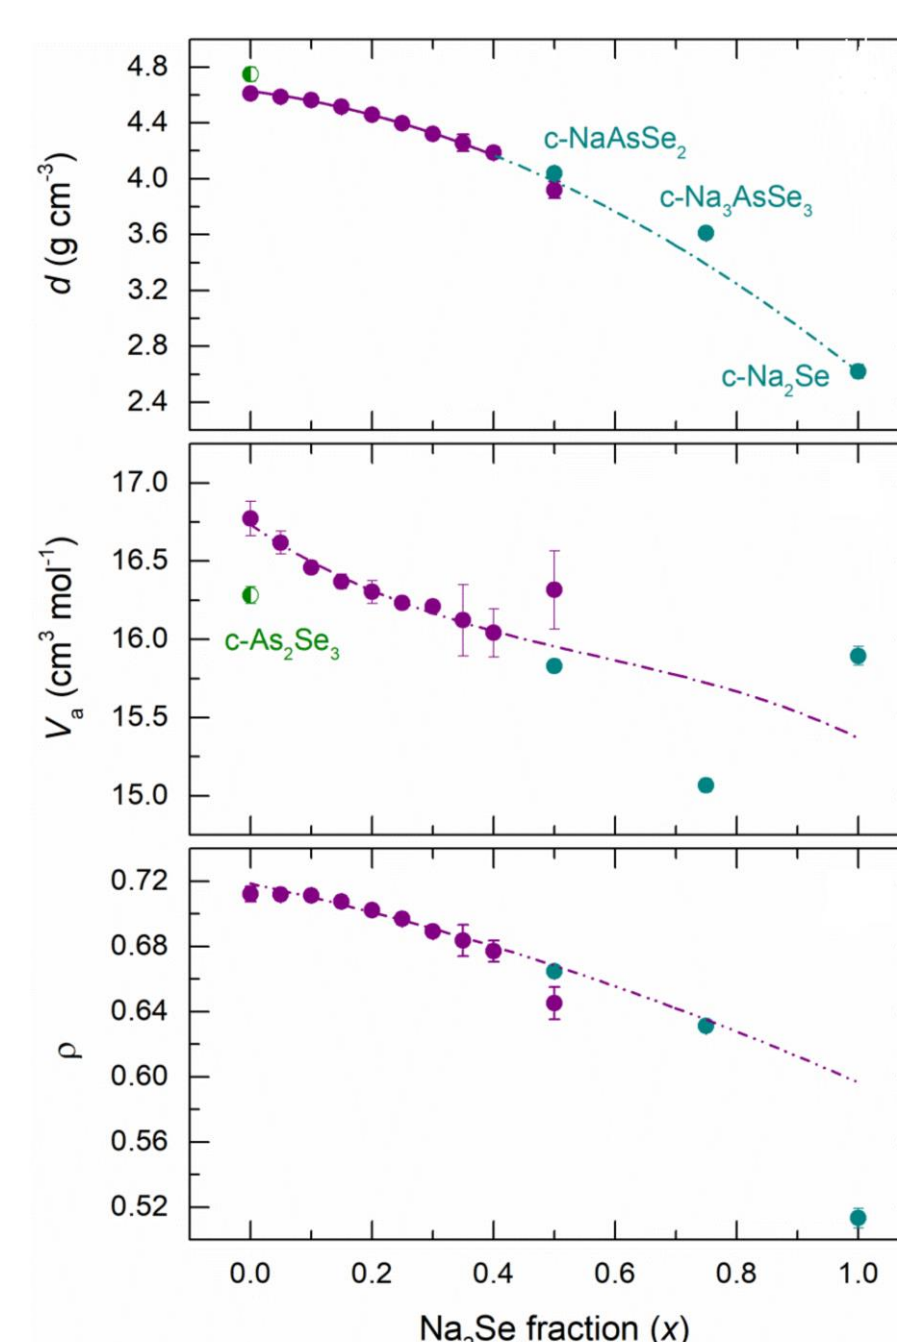 4.8
4.4
4.0
3.6
3.2
2.8
2.4
d (g cm⁻³)
c-NaAsSe₂
c-Na₃AsSe₃
c-Na₂Se
17.0
16.5
16.0
15.5
15.0
Vₐ (cm³ mol⁻¹)
c-As₂Se₃
0.72
0.68
0.64
0.60
0.56
0.52
ρ
0.0 0.2 0.4 0.6 0.8 1.0
Na₂Se fraction (x)